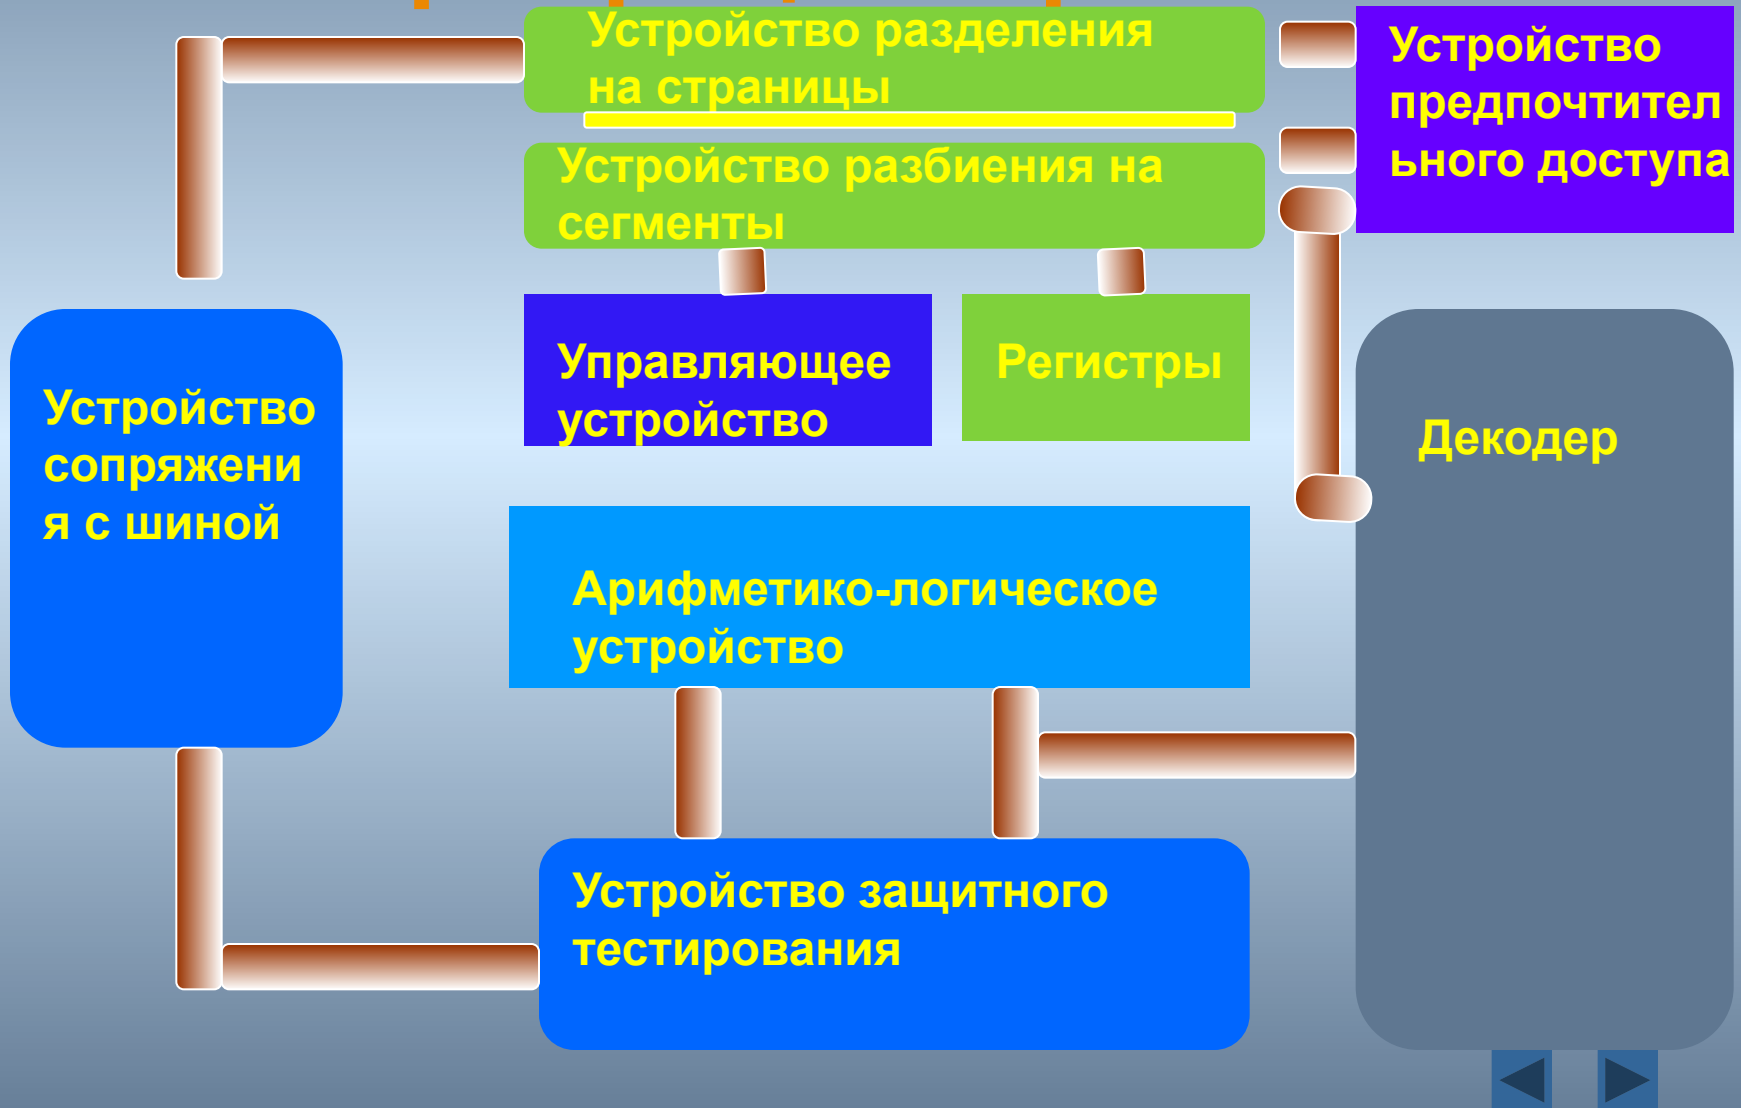 Устройство разделения
на страницы
Устройство
предпочтител
ьного доступа
Устройство разбиения на
сегменты
Управляющее
устройство
Регистры
Устройство
сопряжени
я с шиной
Декодер
Арифметико-логическое
устройство
Устройство защитного
тестирования